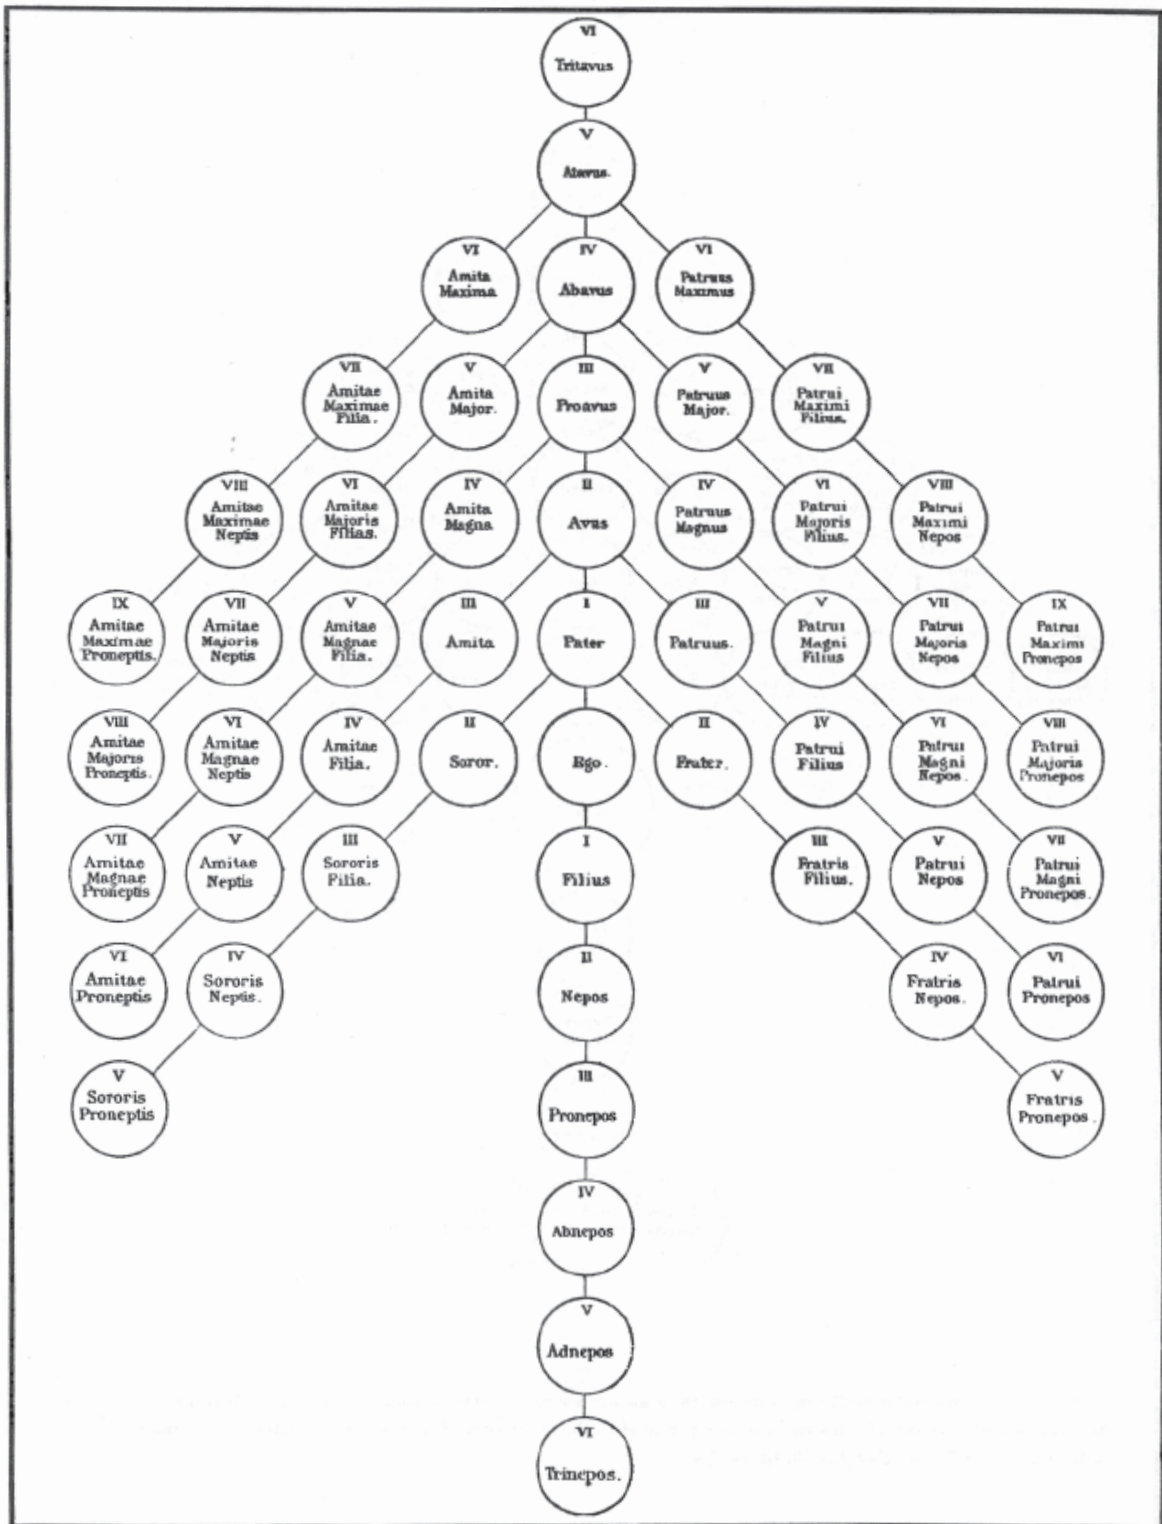 VI
Tritavus
V
Atavus.
VI
Amita
Maxima
IV
Abavus
VI
Patruus
Maximus
VII
Amitae
Maximae
Filia.
V
Amita
Major.
III
Proavus
V
Patruus
Major.
VII
Patrui
Maximi
Filius.
VIII
Amitae
Maximae
Neptis
VI
Amitae
Majoris
Filias.
IV
Amita
Magna
II
Avus
IV
Patruus
Magnus
VI
Patrui
Majoris
Filius.
VIII
Patrui
Maximi
Nepos
IX
Amitae
Maximae
Proneptis.
VII
Amitae
Majoris
Neptis
V
Amitae
Magnae
Filia.
III
Amita
I
Pater
III
Patruus.
V
Patrui
Magni
Filius
VII
Patrui
Majoris
Nepos
IX
Patrui
Maximi
Pronepos
VIII
Amitae
Majoris
Proneptis.
VI
Amitae
Magnae
Neptis
IV
Amitae
Filia.
II
Soror.
Ego.
II
Frater.
IV
Patrui
Filius
VI
Patrui
Magni
Nepos.
VIII
Patrui
Majoris
Pronepos
VII
Amitae
Magnae
Proneptis
V
Amitae
Neptis
III
Sororis
Filia.
I
Filius
III
Fratris
Filius.
V
Patrui
Nepos
VII
Patrui
Magni
Pronepos.
VI
Amitae
Proneptis
IV
Sororis
Neptis.
II
Nepos
IV
Fratris
Nepos.
VI
Patrui
Pronepos
V
Sororis
Proneptis
III
Pronepos
V
Fratris
Pronepos.
IV
Abnepos
V
Adnepos
VI
Trinepos.